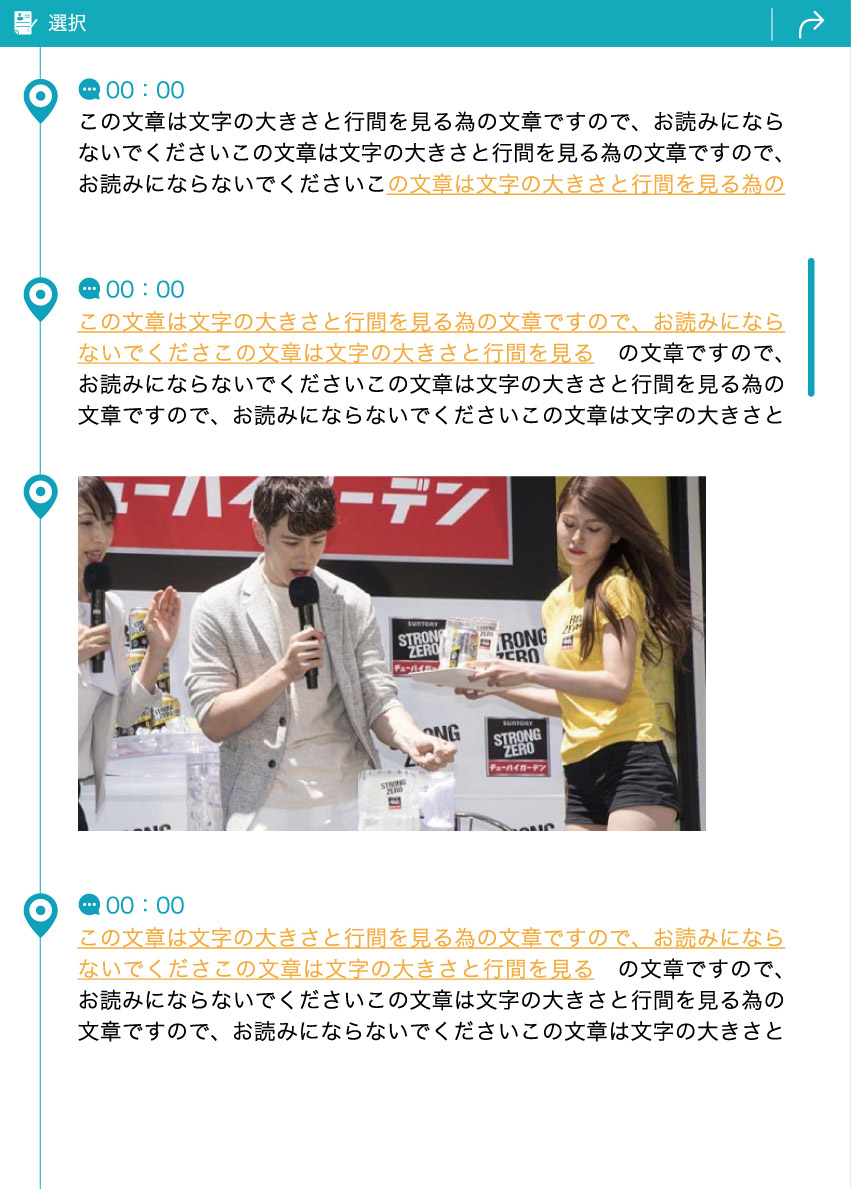 選択
00：00
この文章は文字の大きさと行間を見る為の文章ですので、お読みになら
ないでくださいこの文章は文字の大きさと行間を見る為の文章ですので、
お読みにならないでくださいこの文章は文字の大きさと行間を見る為の
00：00
この文章は文字の大きさと行間を見る為の文章ですので、お読みになら
ないでくださこの文章は文字の大きさと行間を見る　の文章ですので、
お読みにならないでくださいこの文章は文字の大きさと行間を見る為の
文章ですので、お読みにならないでくださいこの文章は文字の大きさと
ューハイガーデン
SUNTORY
STRONG
ZERO
チューハイガーデン
STRONG
ZERO
RONG
ZERO
ONG
SUNTORY
STRONG
ZERO
チューハイガーデン
STRONG
ZERO
00：00
この文章は文字の大きさと行間を見る為の文章ですので、お読みになら
ないでくださこの文章は文字の大きさと行間を見る　の文章ですので、
お読みにならないでくださいこの文章は文字の大きさと行間を見る為の
文章ですので、お読みにならないでくださいこの文章は文字の大きさと